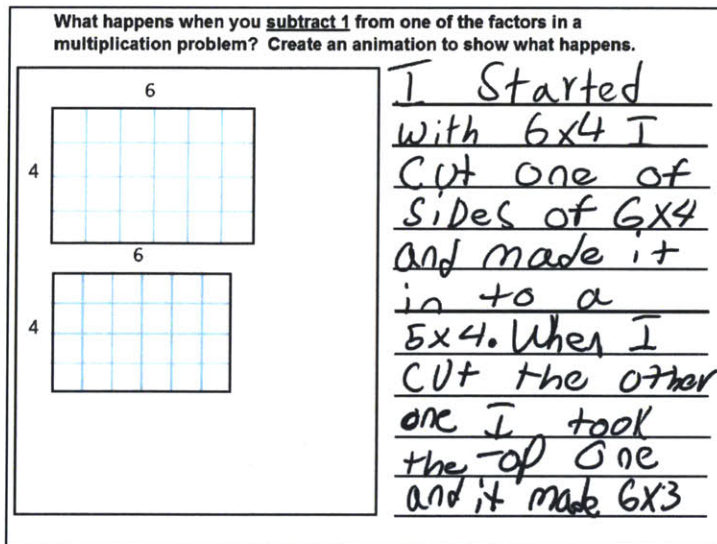 What happens when you subtract 1 from one of the factors in a
multiplication problem? Create an animation to show what happens.
6
4
6
4
I Started
with 6x4 I
CUt one of
SiDes of 6X4
and made it
in to a
5x4. When I
CUt the other
one I took
the Top One
and it made 6X3